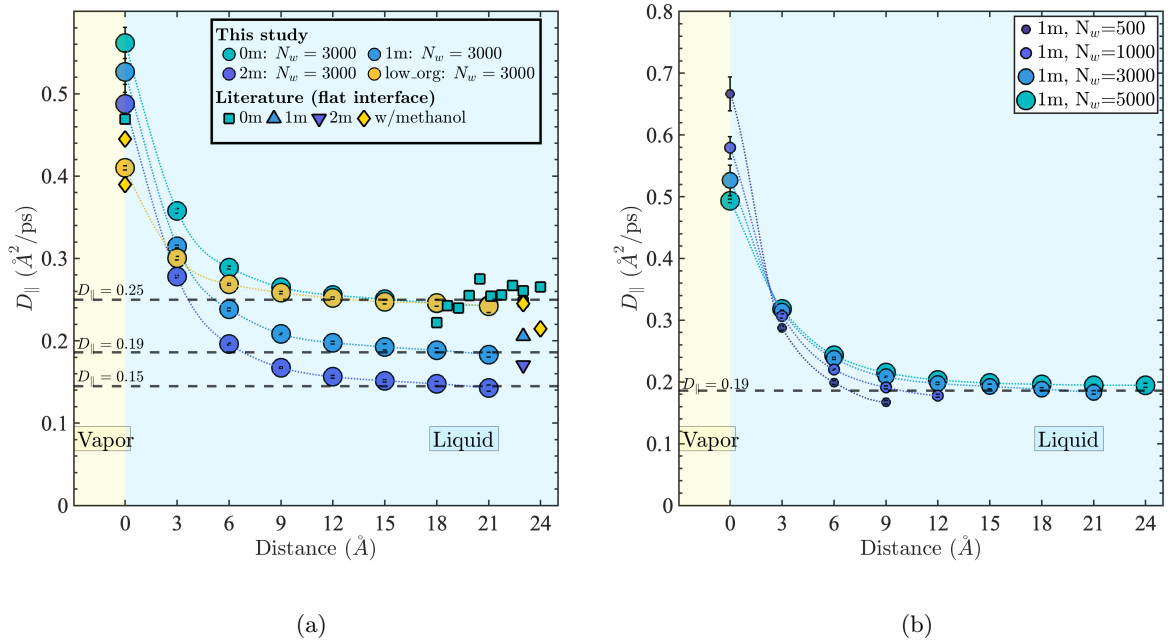 This study
0m: N_w = 3000
1m: N_w = 3000
2m: N_w = 3000
low_org: N_w = 3000
Literature (flat interface)
0m
1m
2m
w/methanol
D_∥ = 0.25
D_∥ = 0.19
D_∥ = 0.15
Vapor
Liquid
0.5
0.4
0.3
0.2
0.1
0
D_∥ (Å²/ps)
0 3 6 9 12 15 18 21 24
Distance (Å)
(a)
1m, N_w=500
1m, N_w=1000
1m, N_w=3000
1m, N_w=5000
D_∥ = 0.19
Vapor
Liquid
0.8
0.7
0.6
0.5
0.4
0.3
0.2
0.1
0
D_∥ (Å²/ps)
0 3 6 9 12 15 18 21 24
Distance (Å)
(b)